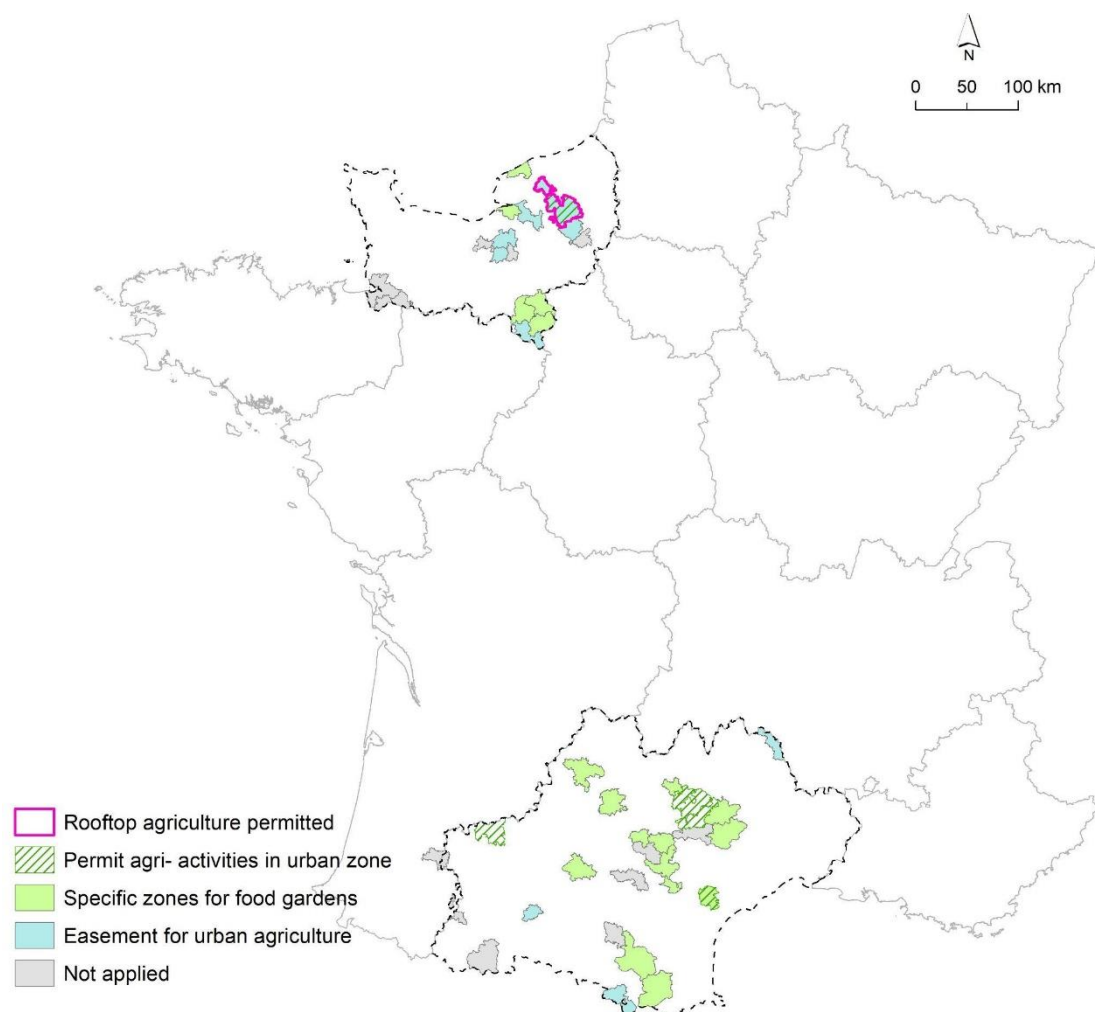 N
0 50 100 km
Rooftop agriculture permitted
Permit agri- activities in urban zone
Specific zones for food gardens
Easement for urban agriculture
Not applied